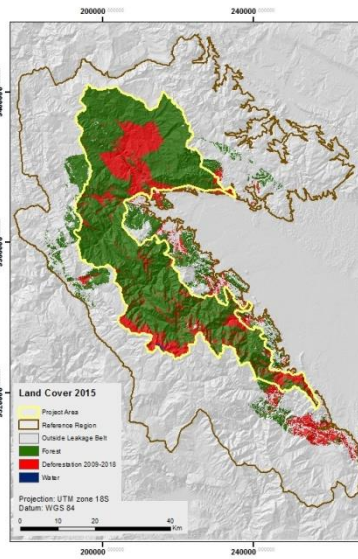 200000 240000
Land Cover 2015
Project Area
Reference Region
Outside Leakage Belt
Forest
Deforestation 2009-2018
Water
Projection: UTM zone 18S
Datum: WGS 84
0 10 20 40
Km
200000 240000